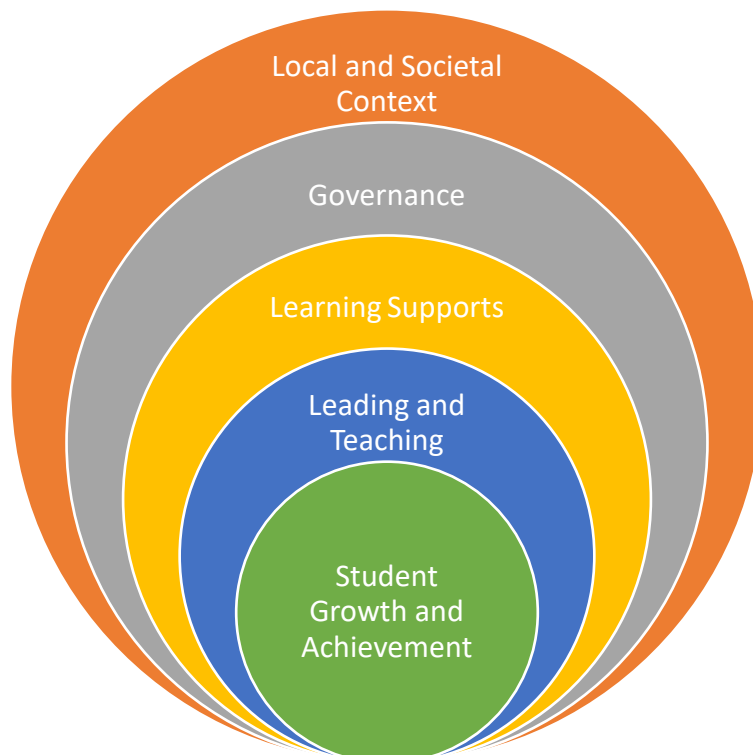 Local and Societal
Context
Governance
Learning Supports
Leading and
Teaching
Student
Growth and
Achievement